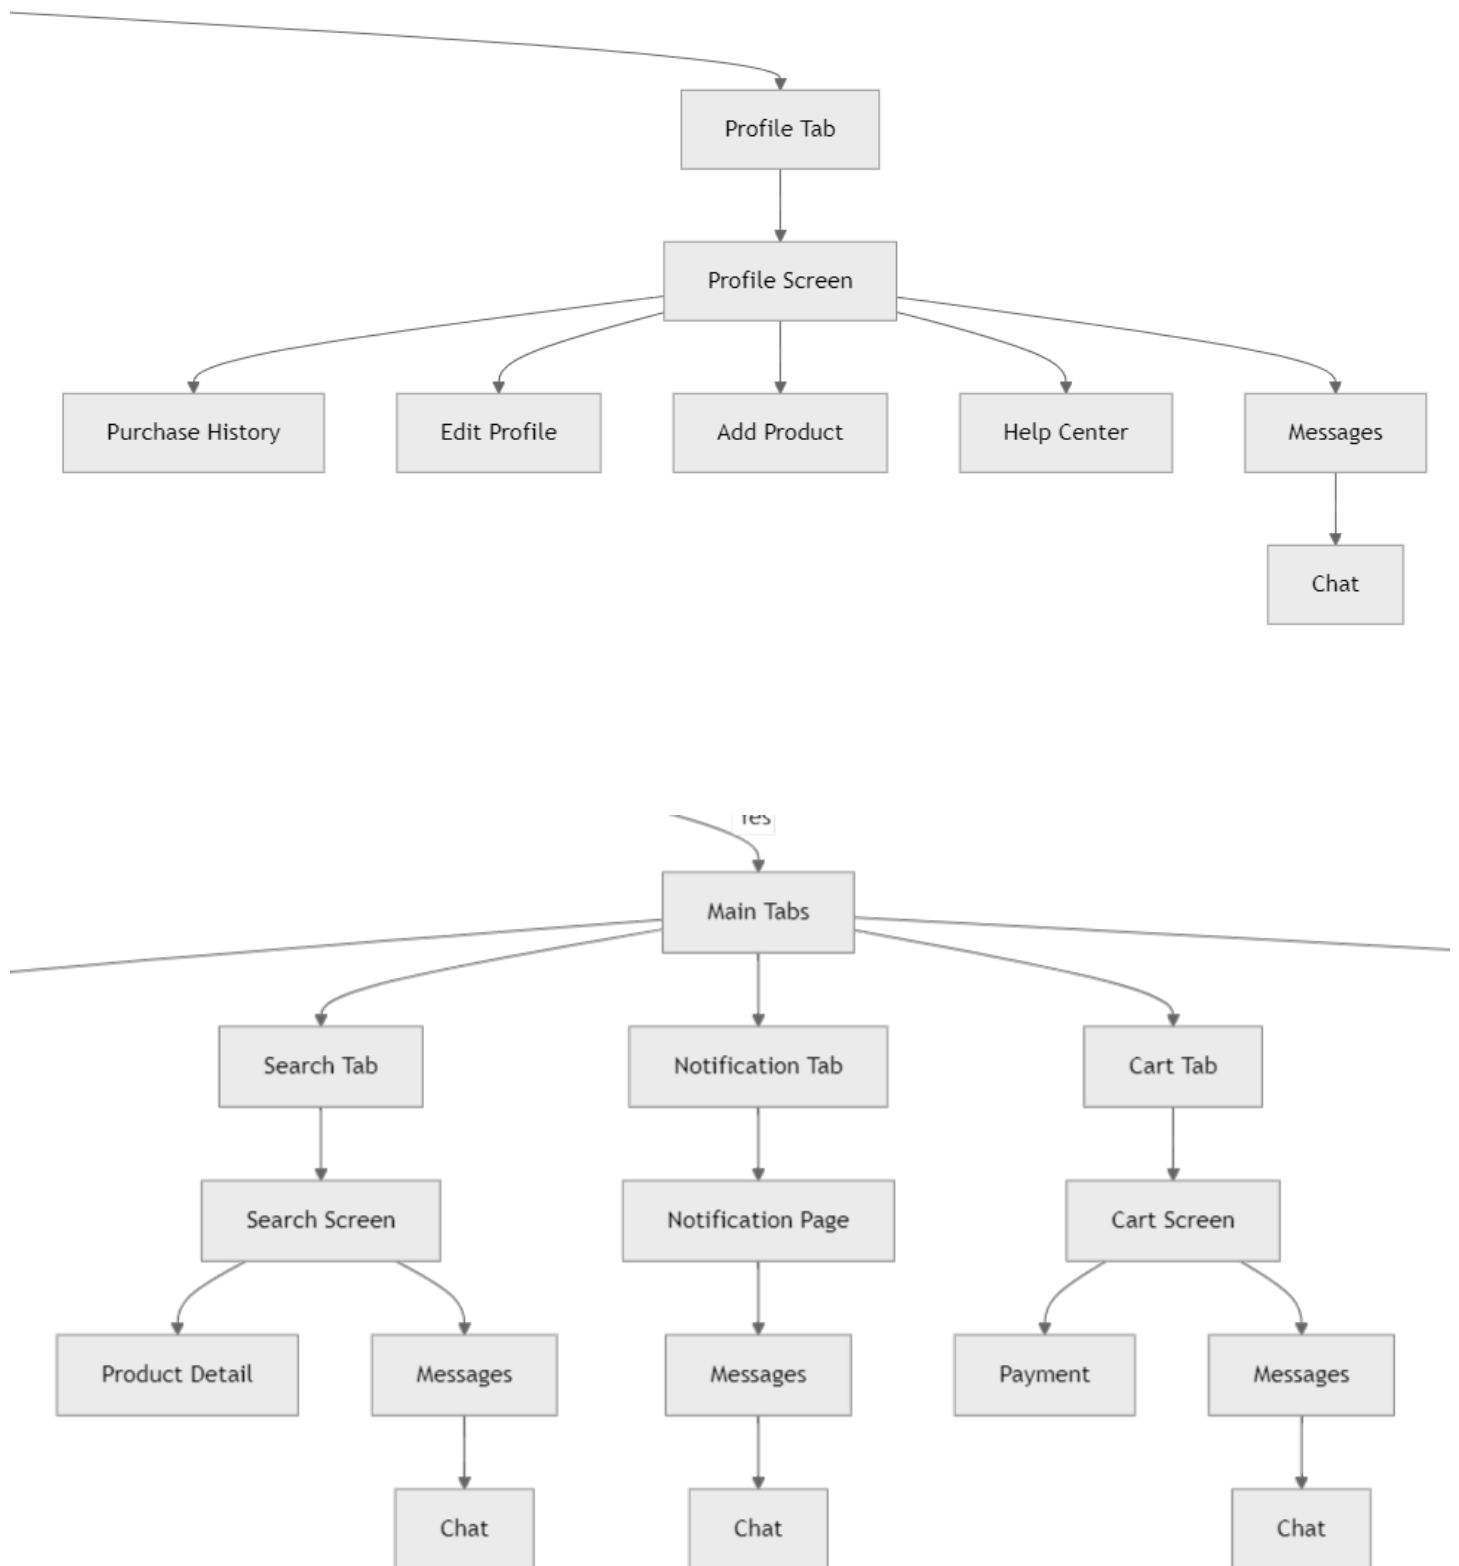 Profile Tab
Profile Screen
Purchase History
Edit Profile
Add Product
Help Center
Messages
Chat
Yes
Main Tabs
Search Tab
Notification Tab
Cart Tab
Search Screen
Notification Page
Cart Screen
Product Detail
Messages
Messages
Payment
Messages
Chat
Chat
Chat